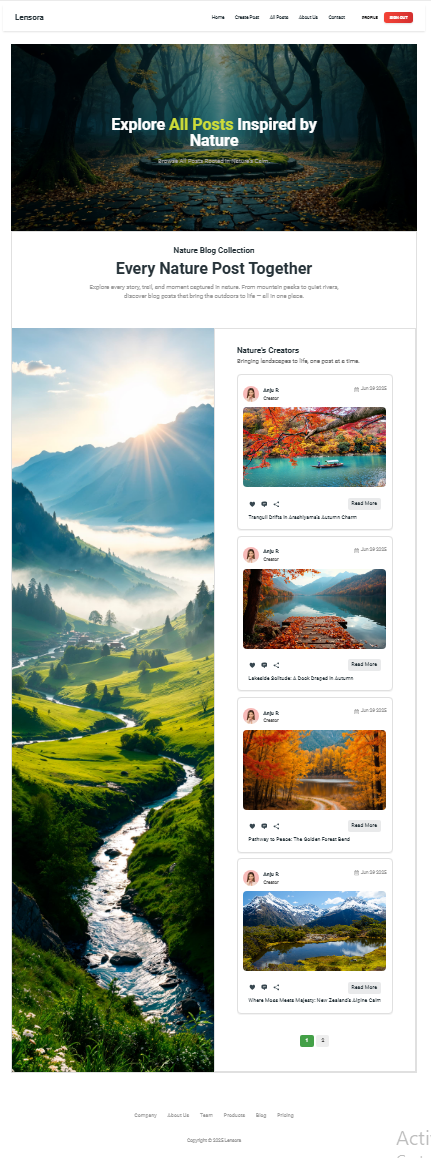 Lensora
Home Create Post All Posts About Us Contact PROFILE SIGN OUT
Explore All Posts Inspired by
Nature
Browse All Posts Rooted in Nature's Calm.
Nature Blog Collection
Every Nature Post Together
Explore every story, trail, and moment captured in nature. From mountain peaks to quiet rivers,
discover blog posts that bring the outdoors to life — all in one place.
Nature's Creators
Bringing landscapes to life, one post at a time.
Anju R
Creator
Jun 09 2025
Read More
Tranquil Drifts in Arashiyama's Autumn Charm
Anju R
Creator
Jun 09 2025
Read More
Lakeside Solitude: A Dock Draped in Autumn
Anju R
Creator
Jun 09 2025
Read More
Pathway to Peace: The Golden Forest Bend
Anju R
Creator
Jun 09 2025
Read More
Where Moss Meets Majesty: New Zealand's Alpine Calm
1 2
Company About Us Team Products Blog Pricing
Copyright © 2025 Lensora
Acti